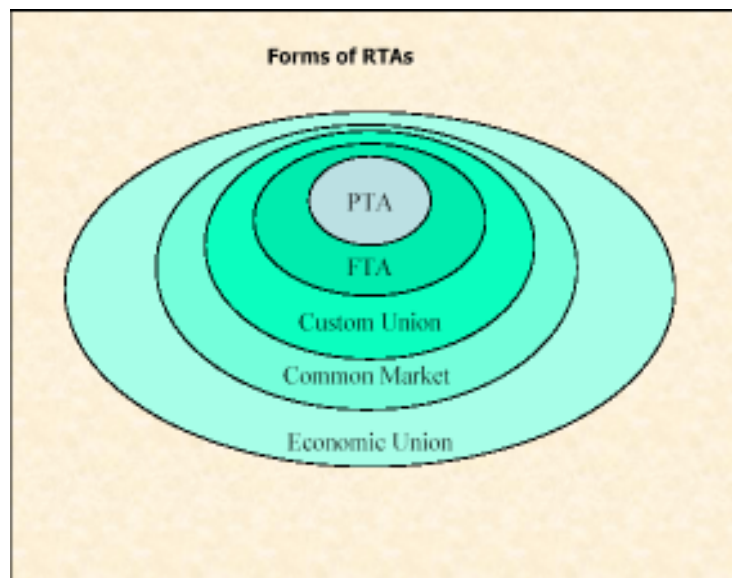 Forms of RTAs
PTA
FTA
Custom Union
Common Market
Economic Union